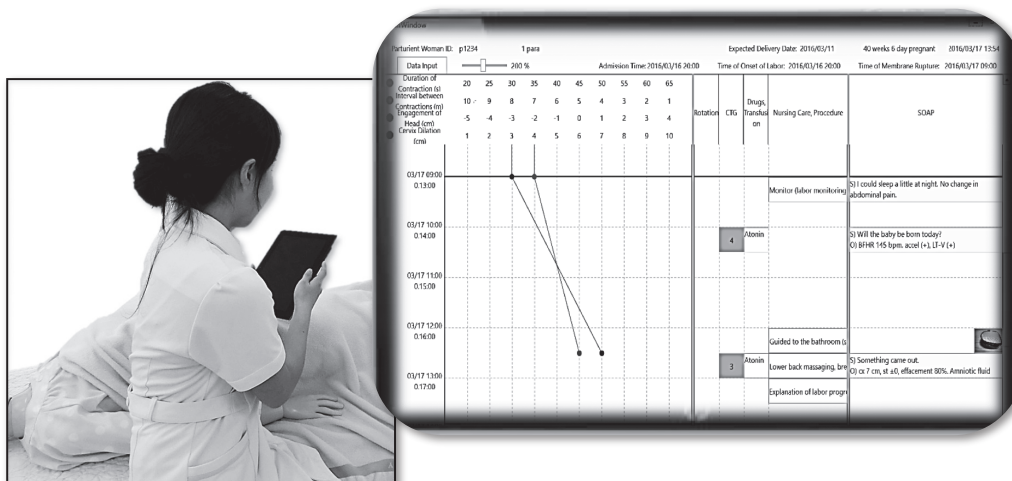 Window
Parturient Woman ID: p1234 1 para Expected Delivery Date: 2016/03/11 40 weeks 6 day pregnant 2016/03/17 13:54
Data Input 200 % Admission Time: 2016/03/16 20:00 Time of Onset of Labor: 2016/03/16 20:00 Time of Membrane Rupture: 2016/03/17 09:00
Duration of
Contraction (s) 20 25 30 35 40 45 50 55 60 65
Interval between
Contractions (m) 10 9 8 7 6 5 4 3 2 1
Engagement of
Head (cm) -5 -4 -3 -2 -1 0 1 2 3 4
Cervix Dilation
(cm) 1 2 3 4 5 6 7 8 9 10
Rotation CTG
Drugs,
Transfusi
on
Nursing Care, Procedure SOAP
03/17 09:00
0.13:00
Monitor (labor monitoring
S) I could sleep a little at night. No change in
abdominal pain.
03/17 10:00
0.14:00
4 Atonin
S) Will the baby be born today?
O) BFHR 145 bpm. accel (+), LT-V (+)
03/17 11:00
0.15:00
03/17 12:00
0.16:00
Guided to the bathroom (s
3 Atonin Lower back massaging, bre
S) Something came out.
O) cx 7 cm, st ±0, effacement 80%. Amniotic fluid
03/17 13:00
0.17:00
Explanation of labor progre